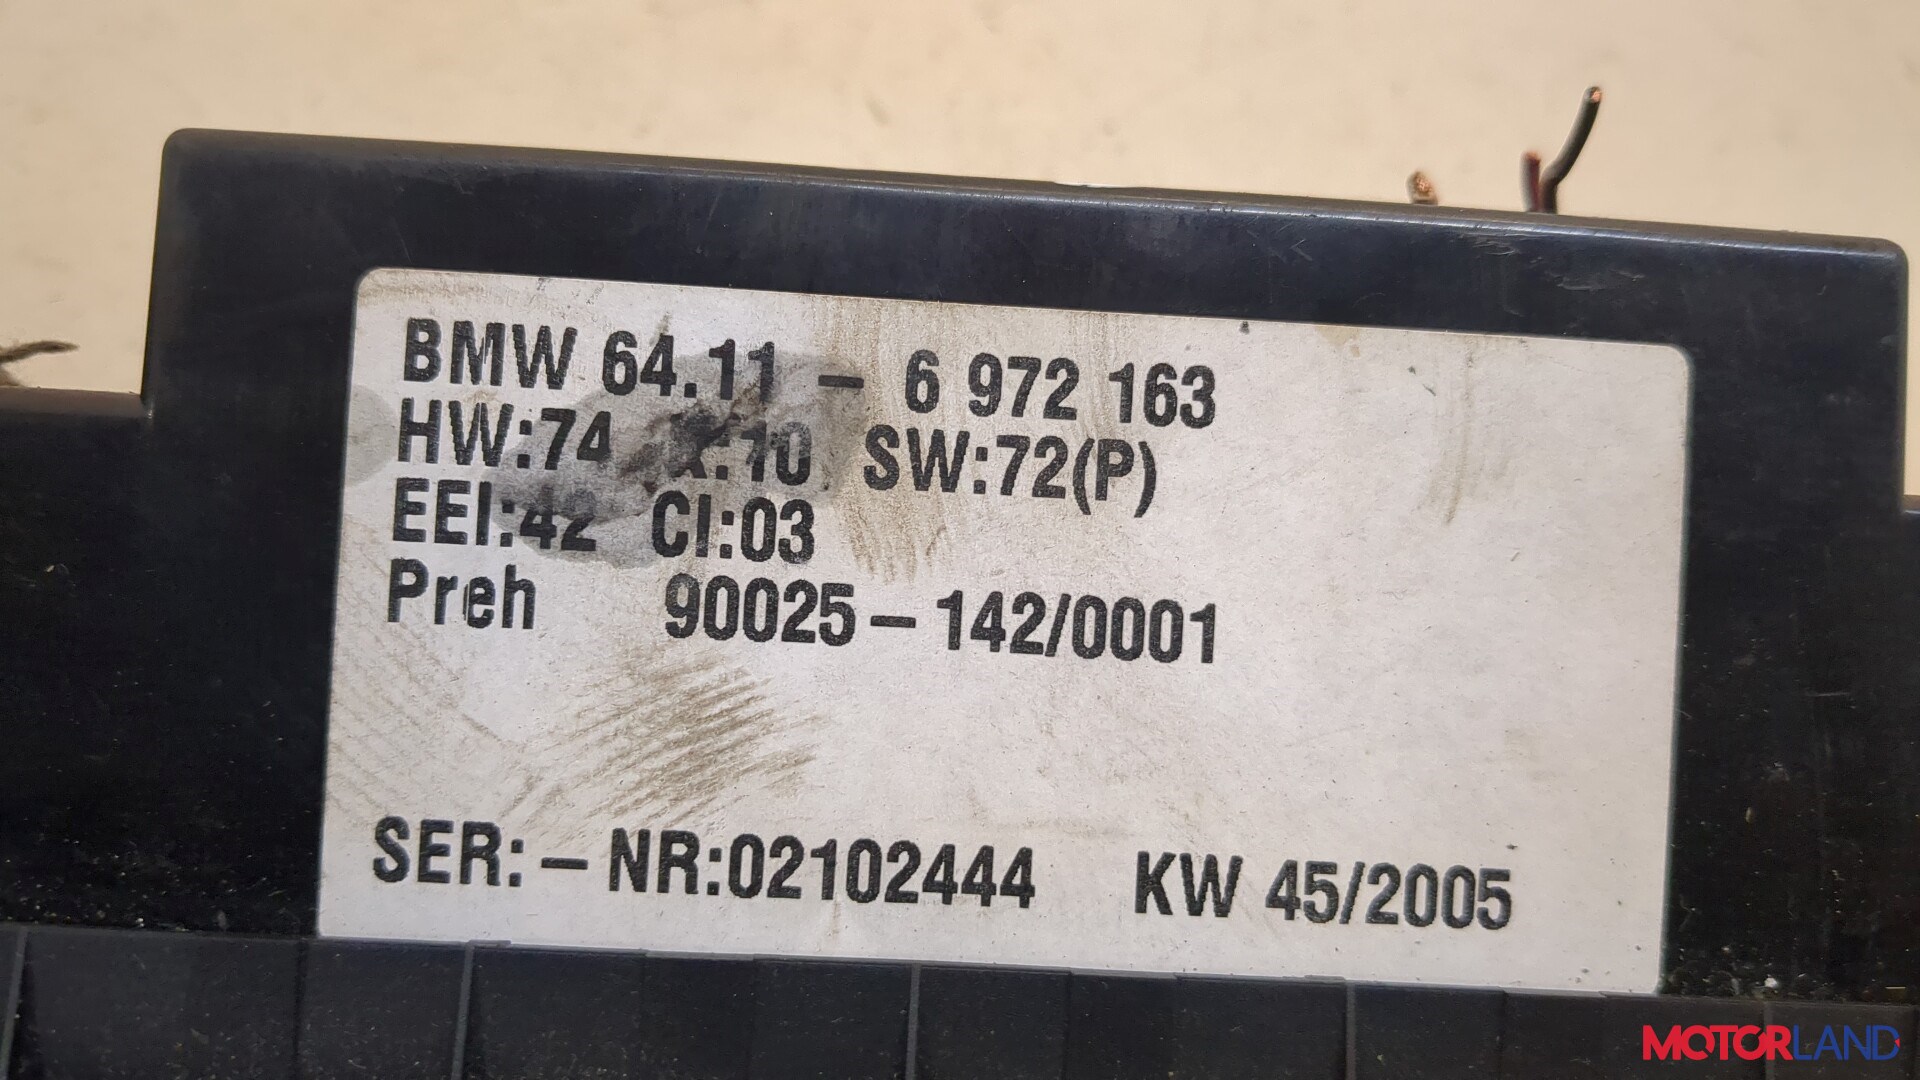 BMW 64.11 – 6 972 163
HW:74 :10 SW:72(P)
EEI:42 CI:03
Preh 90025 – 142/0001
SER: – NR:02102444 KW 45/2005
MOTORLAND